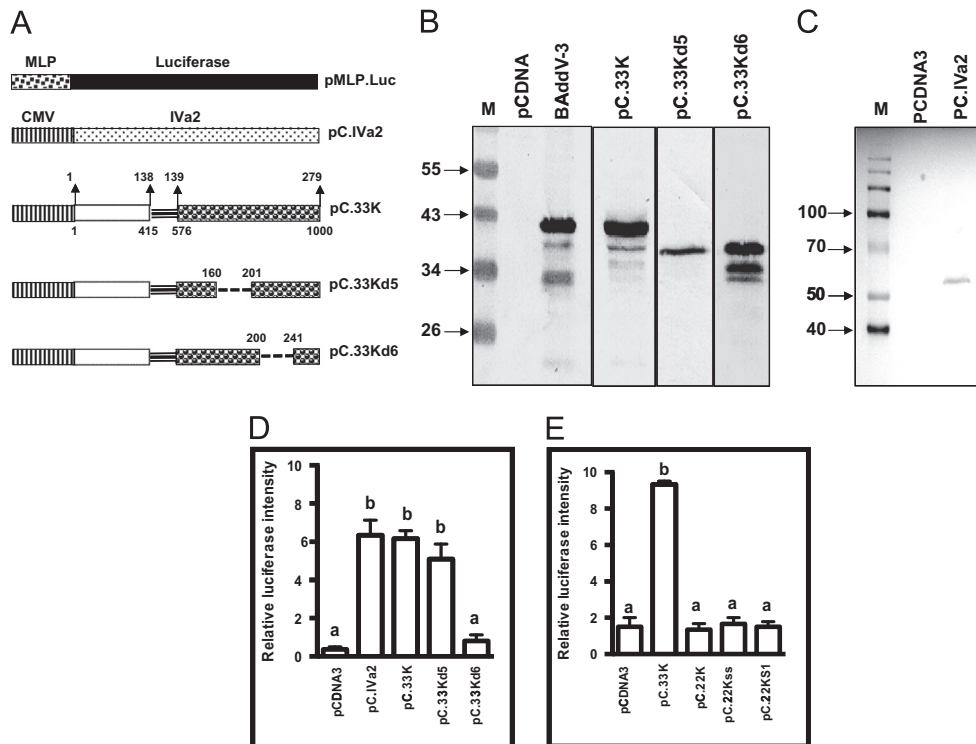 A
MLP
Luciferase
pMLP.Luc
CMV
IVa2
pC.IVa2
1
138
139
279
pC.33K
1
415
576
1000
160
201
pC.33Kd5
200
241
pC.33Kd6
B
M
pCDNA
BAddV-3
pC.33K
pC.33Kd5
pC.33Kd6
55
43
34
26
C
M
PCDNA3
PC.IVa2
100
70
50
40
D
Relative luciferase intensity
10
8
6
4
2
0
a
b
b
b
a
pCDNA3
pC.IVa2
pC.33K
pC.33Kd5
pC.33Kd6
E
Relative luciferase intensity
10
8
6
4
2
0
a
b
a
a
a
pCDNA3
pC.33K
pC.22K
pC.22Kss
pC.22KS1